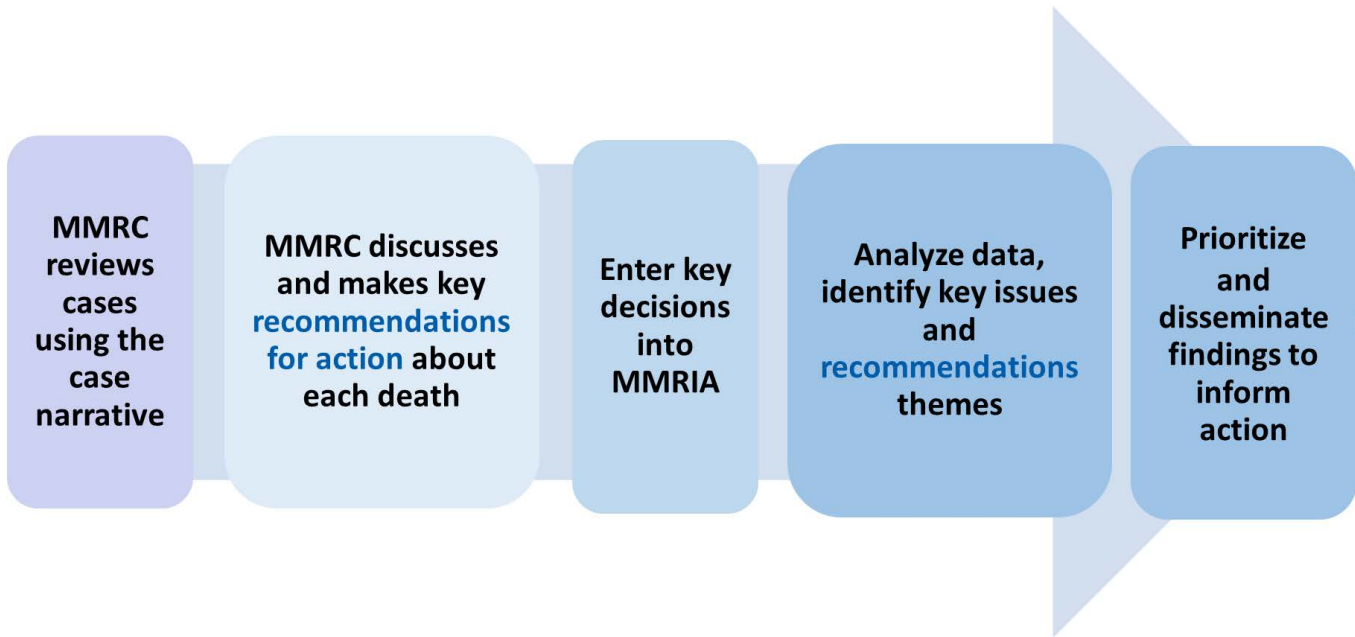 MMRC
reviews
cases
using the
case
narrative
MMRC discusses
and makes key
recommendations
for action about
each death
Enter key
decisions
into
MMRIA
Analyze data,
identify key issues
and
recommendations
themes
Prioritize
and
disseminate
findings to
inform
action